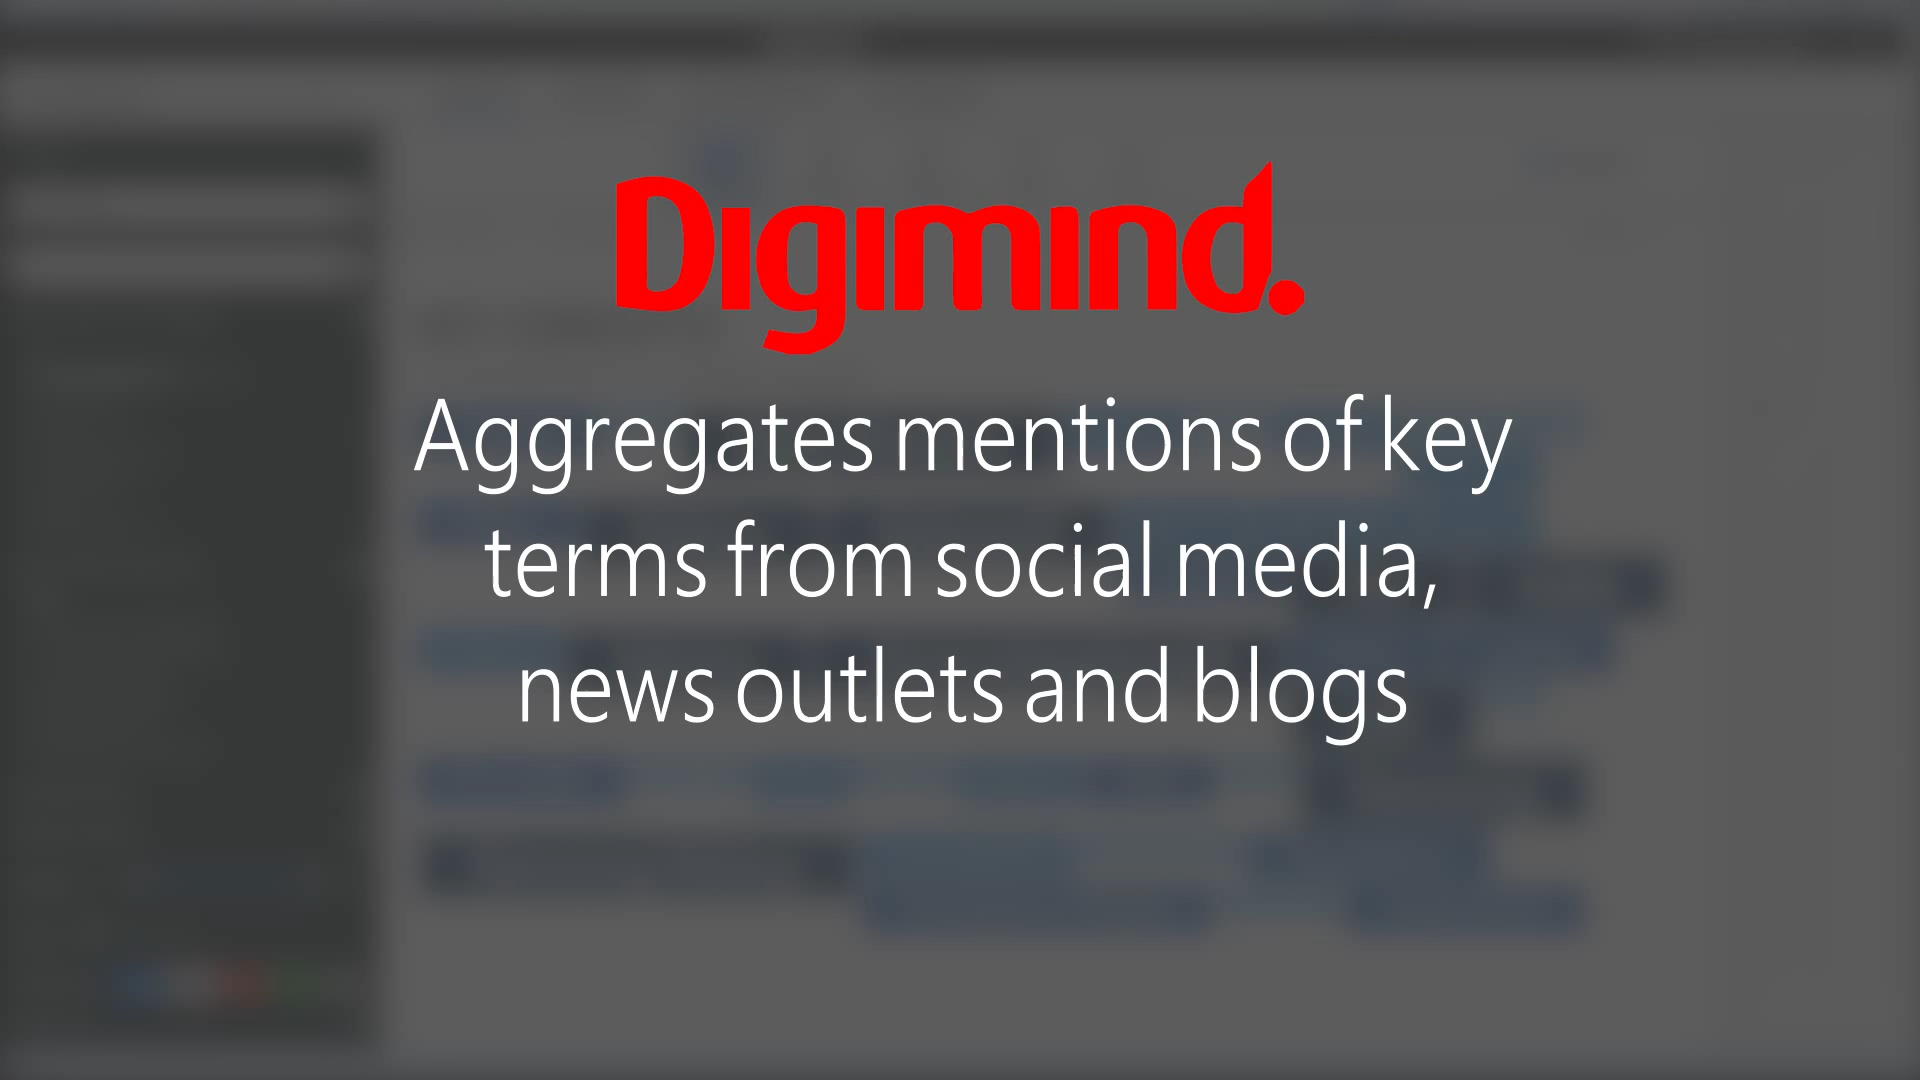 Digimind.
Aggregates mentions of key
terms from social media,
news outlets and blogs